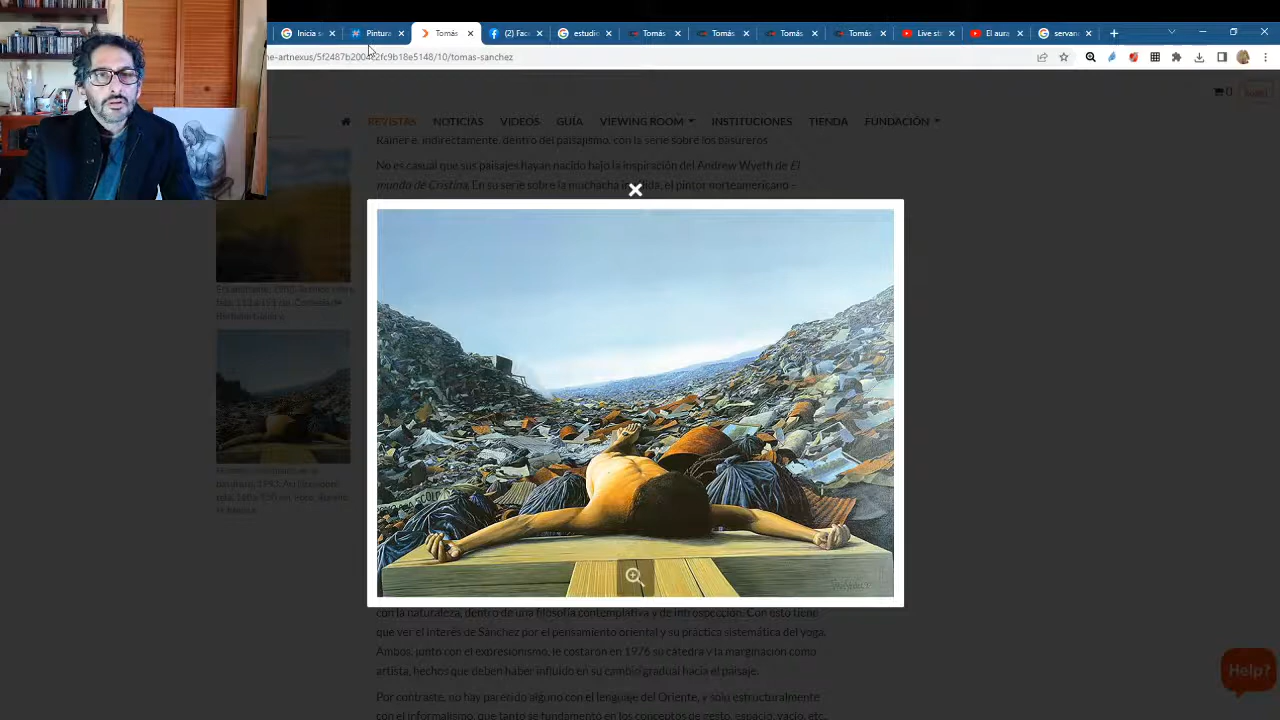 Inicia s
Pintura
Tomás
(2) Fac
estudio
Tomás
Tomás
Tomás
Tomás
Live st
El aura
servan
ne-artnexus/5f2487b2004c2fc9b18e5148/10/tomas-sanchez
0
REVISTAS
NOTICIAS
VIDEOS
GUÍA
VIEWING ROOM
INSTITUCIONES
TIENDA
FUNDACIÓN
Rainer e, indirectamente, dentro del paisajismo, con la serie sobre los basureros
No es casual que sus paisajes hayan nacido bajo la inspiración del Andrew Wyeth de El
mundo de Cristina. En su serie sobre la muchacha inválida, el pintor norteamericano –
con la naturaleza, dentro de una filosofía contemplativa y de introspección. Con esto tiene
que ver el interés de Sánchez por el pensamiento oriental y su práctica sistemática del yoga.
Ambos, junto con el expresionismo, le costaron en 1976 su cátedra y la marginación como
artista, hechos que deben haber influido en su cambio gradual hacia el paisaje.
Por contraste, no hay parentido alguno con el lenguaje del Oriente, y solo estructuralmente
con el informalismo, que tanto se fundamentó en los conceptos de gesto, espacio, vacío, etc.
Help?